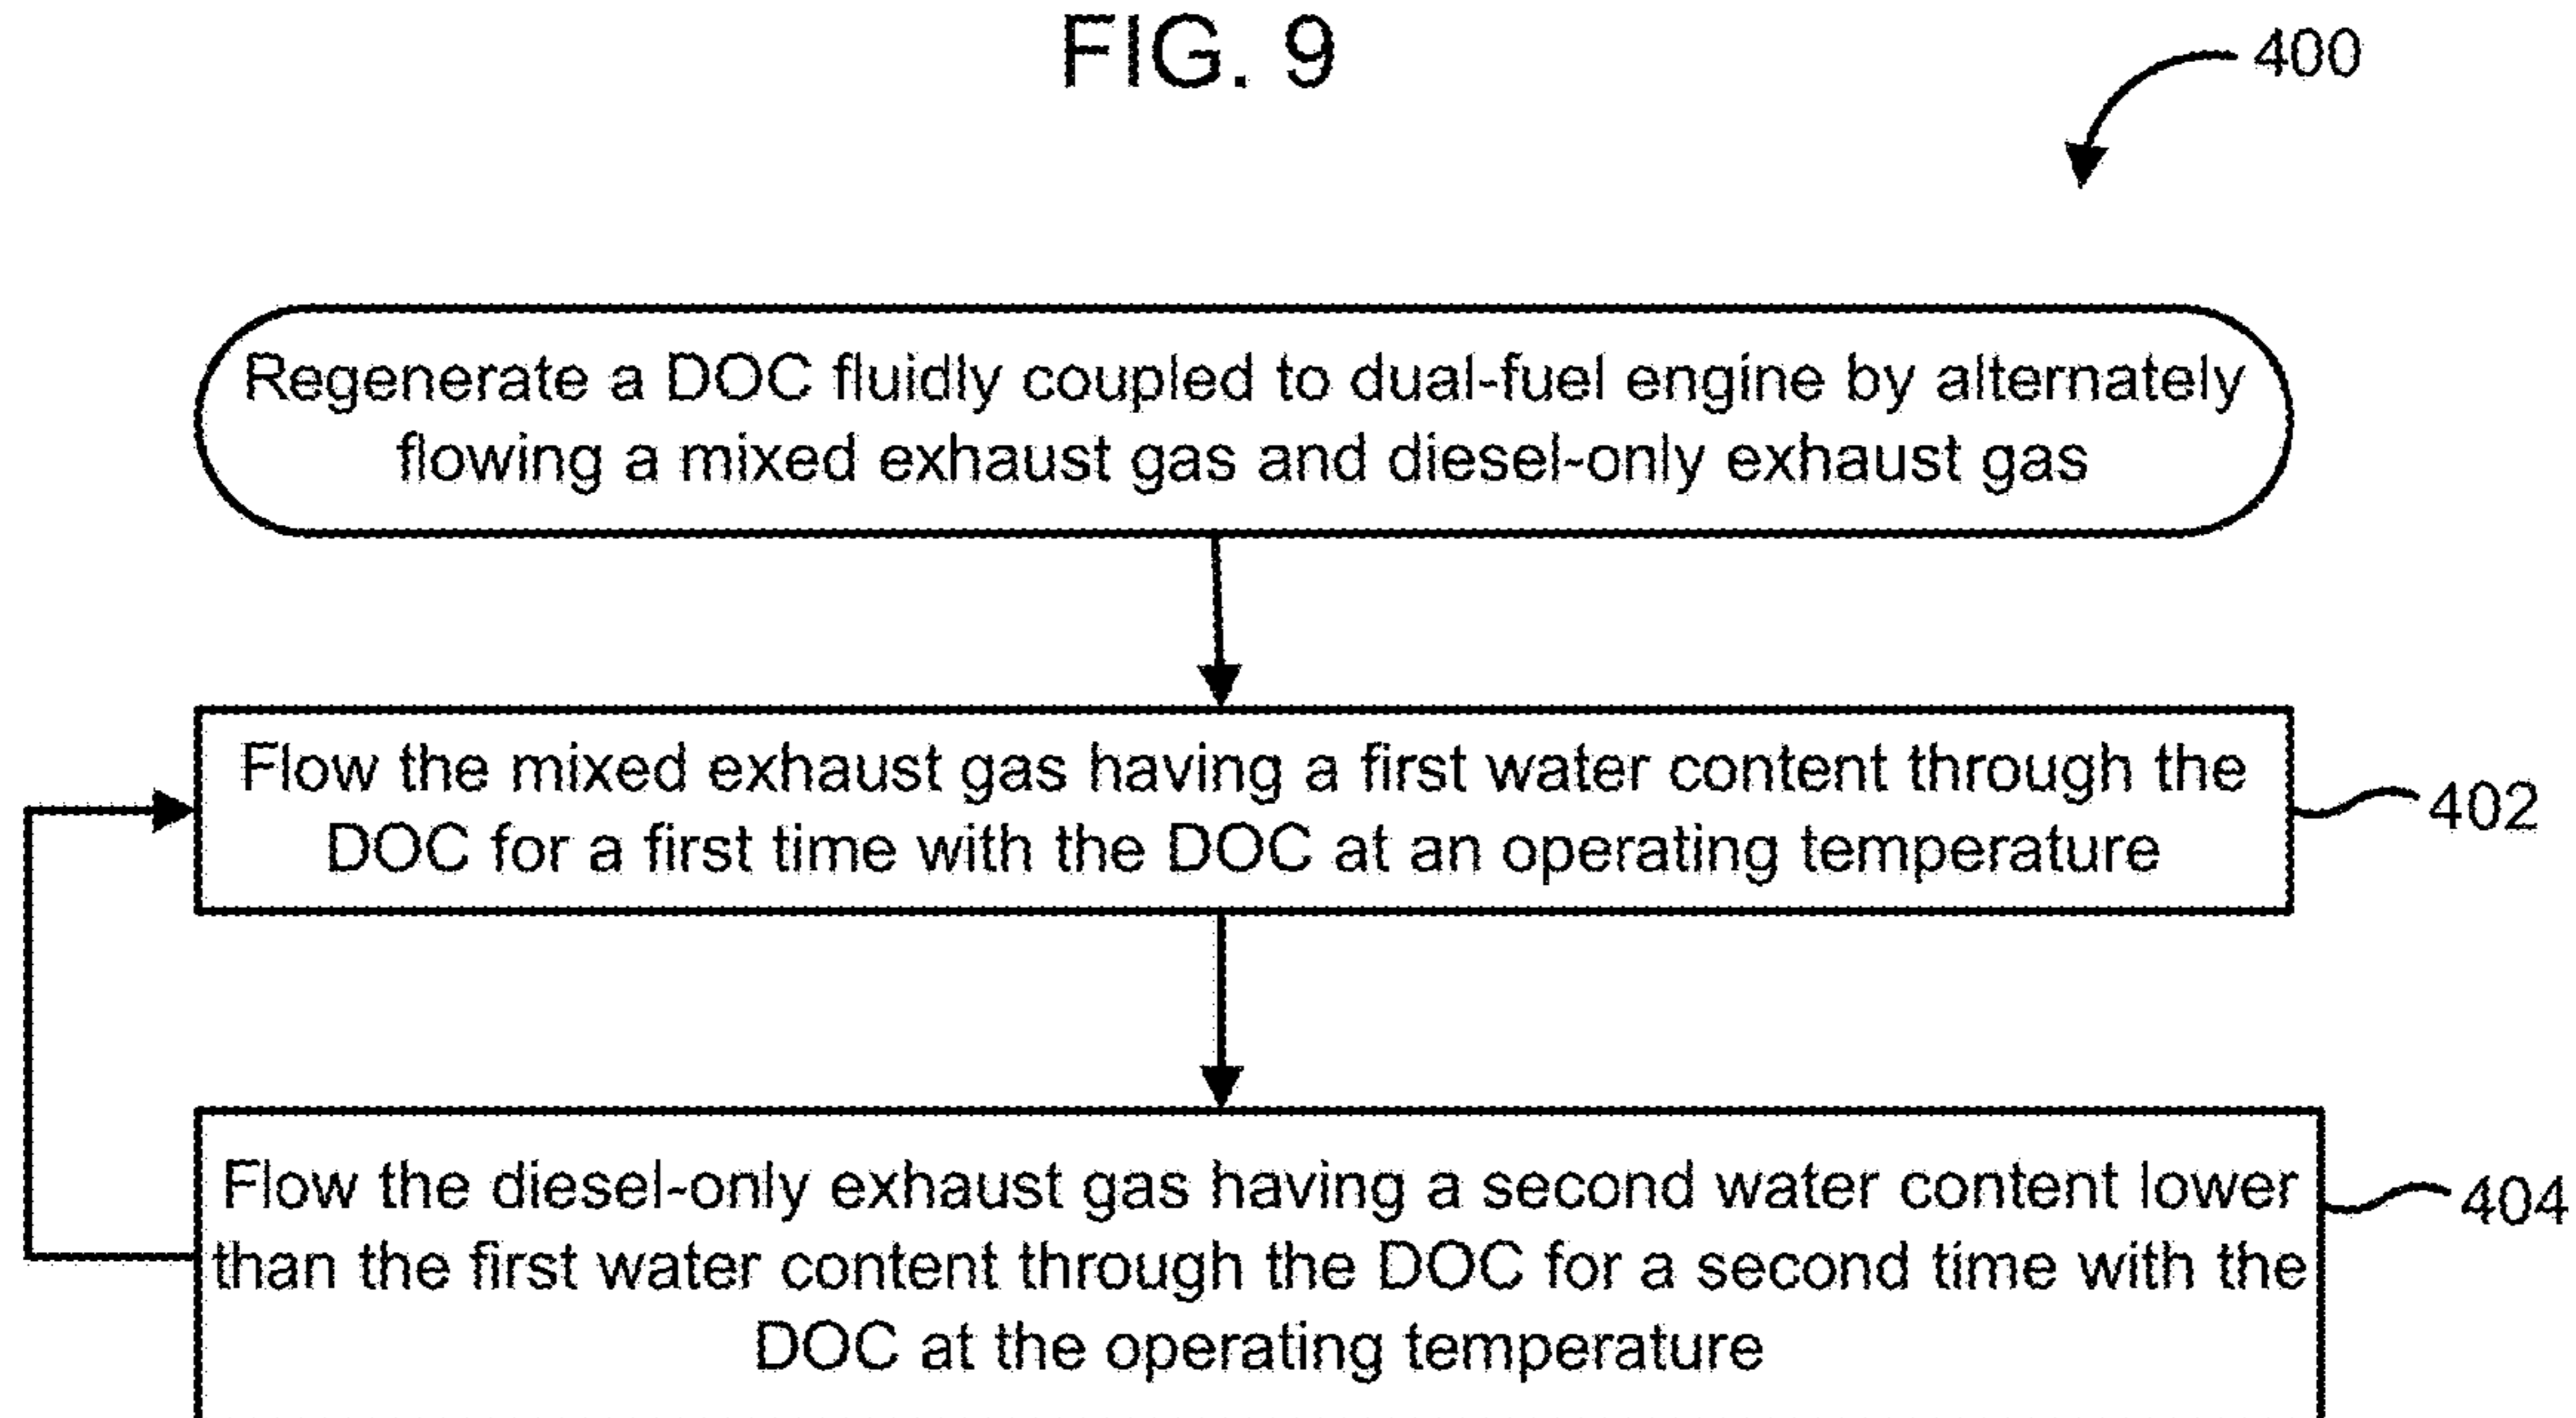 FIG. 9
400
Regenerate a DOC fluidly coupled to dual-fuel engine by alternately
flowing a mixed exhaust gas and diesel-only exhaust gas
Flow the mixed exhaust gas having a first water content through the
DOC for a first time with the DOC at an operating temperature
402
Flow the diesel-only exhaust gas having a second water content lower
than the first water content through the DOC for a second time with the
DOC at the operating temperature
404